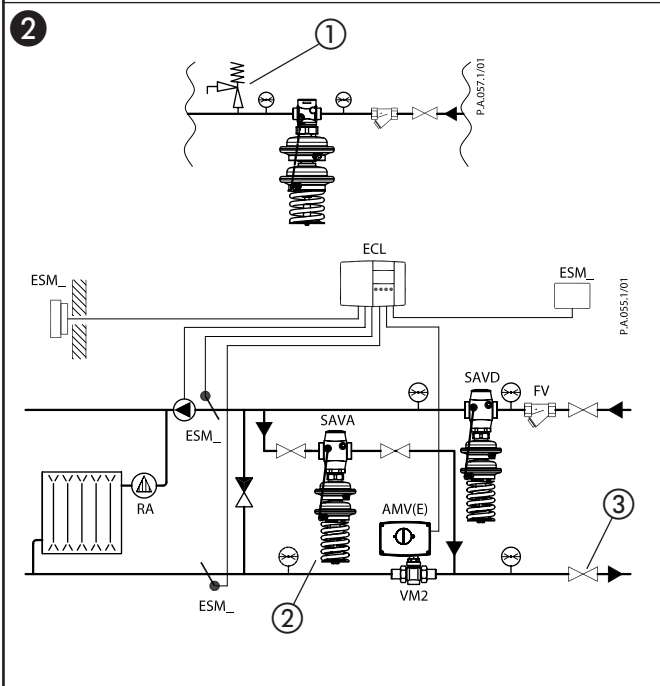 2
1
P.A.057.1/01
ECL
ESM_
ESM_
P.A.055.1/01
SAVD
FV
ESM_
SAVA
RA
AMV(E)
3
ESM_
2
VM2